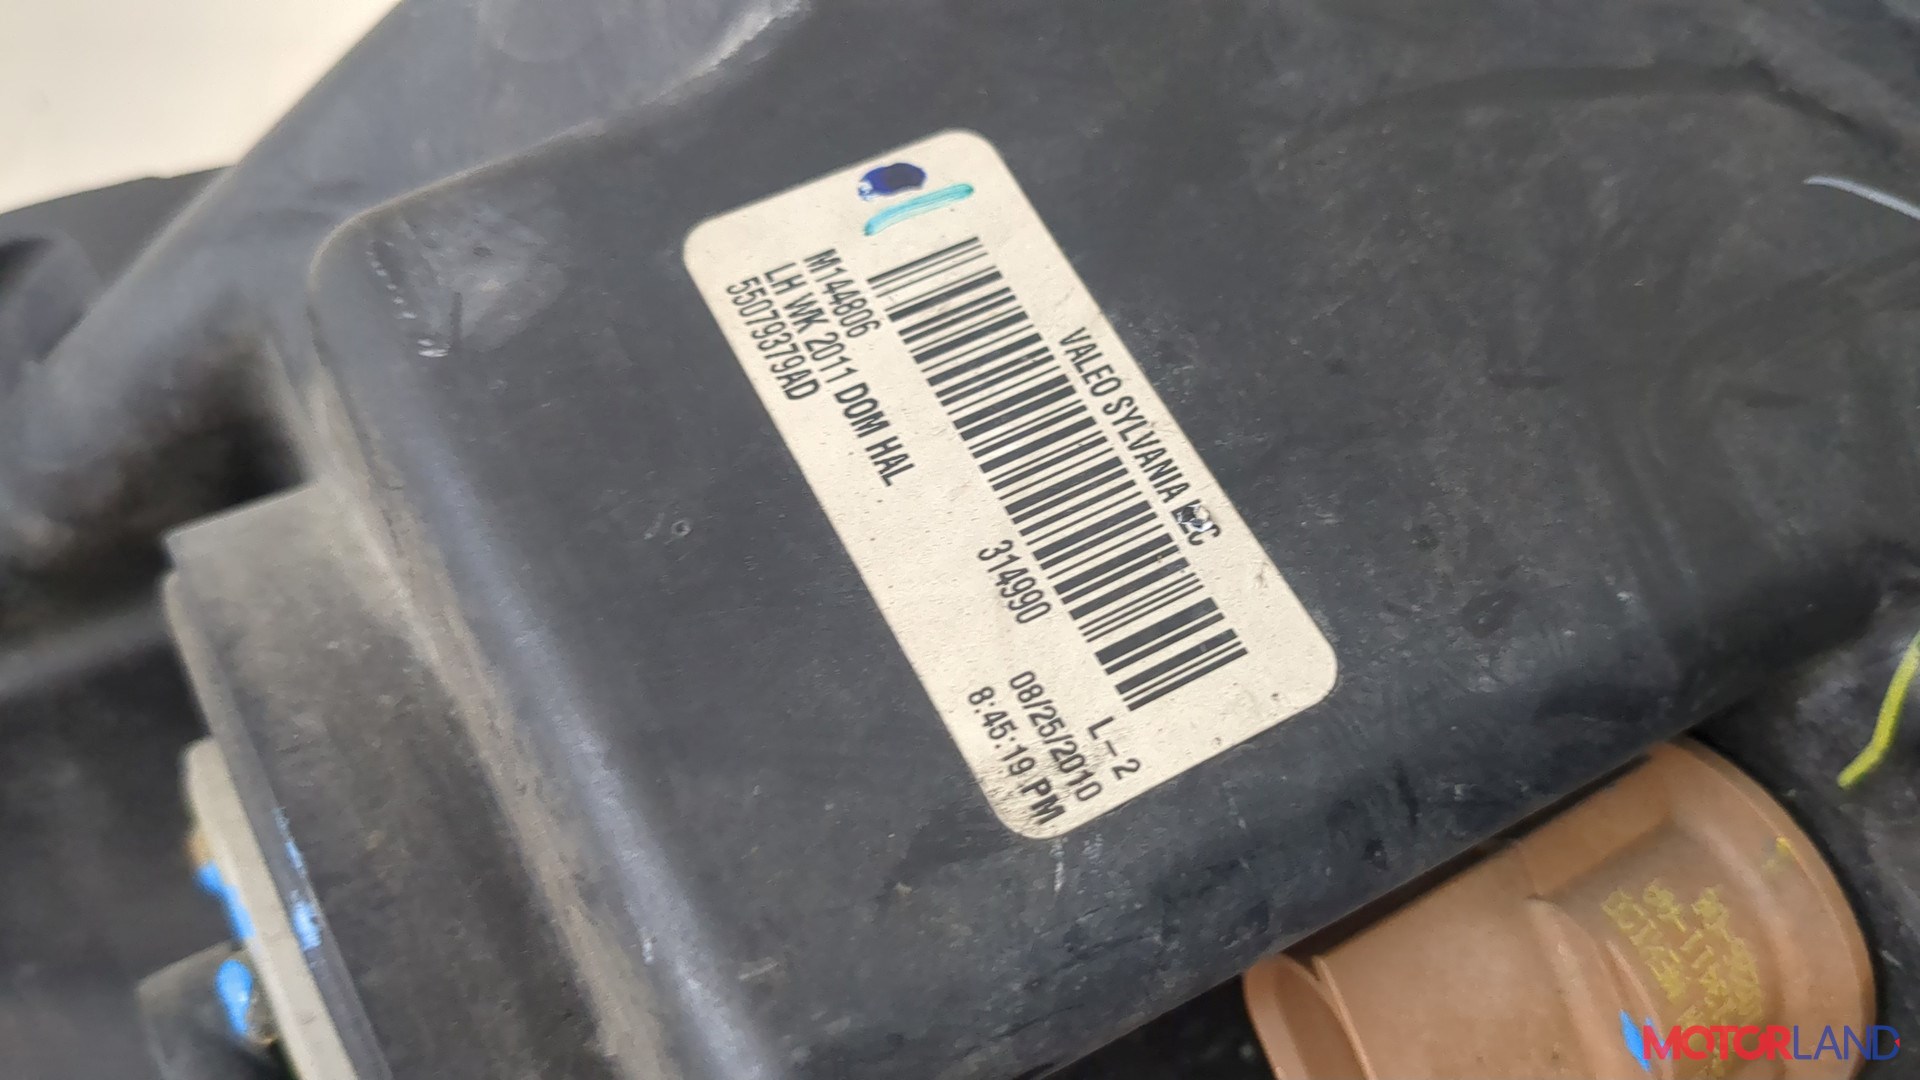 VALEO SYLVANIA LLC
M144806
LH WK 2011 DOM HAL
55079379AD
314990
L--2
08/25/2010
8:45:19 PM
MOTORLAND